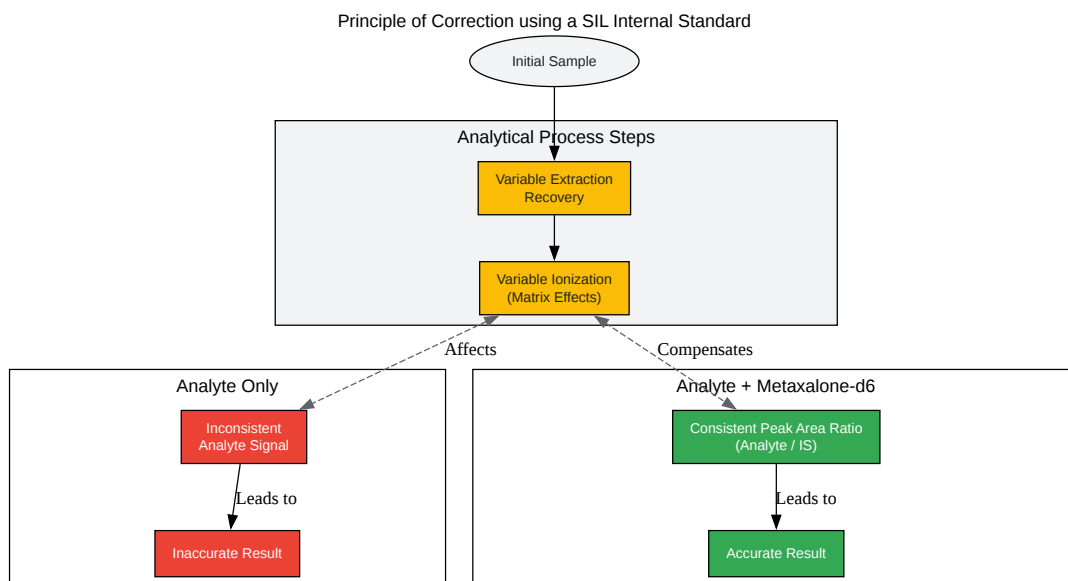 Principle of Correction using a SIL Internal Standard
Initial Sample
Analytical Process Steps
Variable Extraction
Recovery
Variable Ionization
(Matrix Effects)
Affects
Compensates
Analyte Only
Inconsistent
Analyte Signal
Leads to
Inaccurate Result
Analyte + Metaxalone-d6
Consistent Peak Area Ratio
(Analyte / IS)
Leads to
Accurate Result